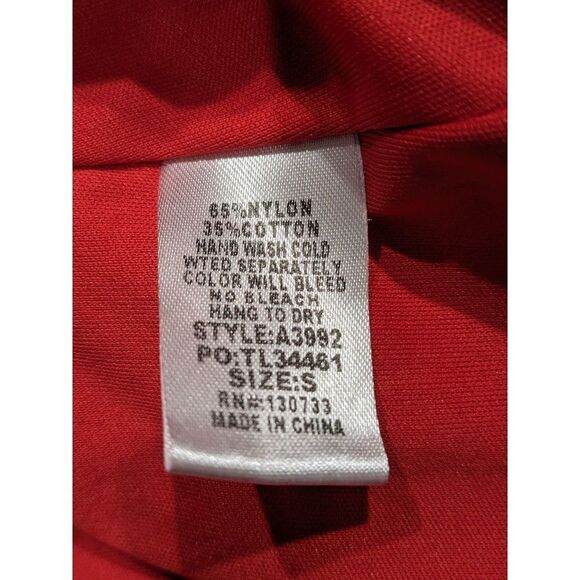 65%NYLON
35%COTTON
HAND WASH COLD
WTED SEPARATELY
COLOR WILL BLEED
NO BLEACH
HANG TO DRY
STYLE:A3992
PO:TL34461
SIZE:S
RN#:130733
MADE IN CHINA